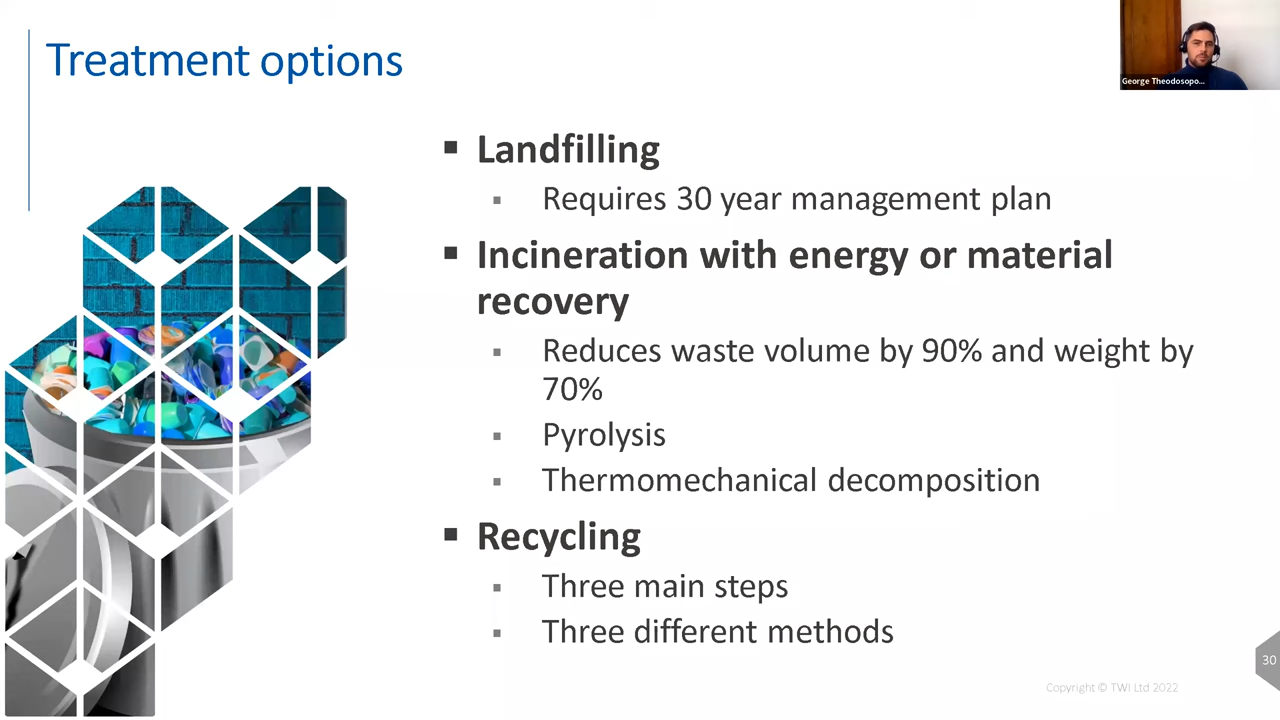 Treatment options
George Theodosopo...
▪ Landfilling
▪ Requires 30 year management plan
▪ Incineration with energy or material
recovery
▪ Reduces waste volume by 90% and weight by
70%
▪ Pyrolysis
▪ Thermomechanical decomposition
▪ Recycling
▪ Three main steps
▪ Three different methods
30
Copyright © TWI Ltd 2022